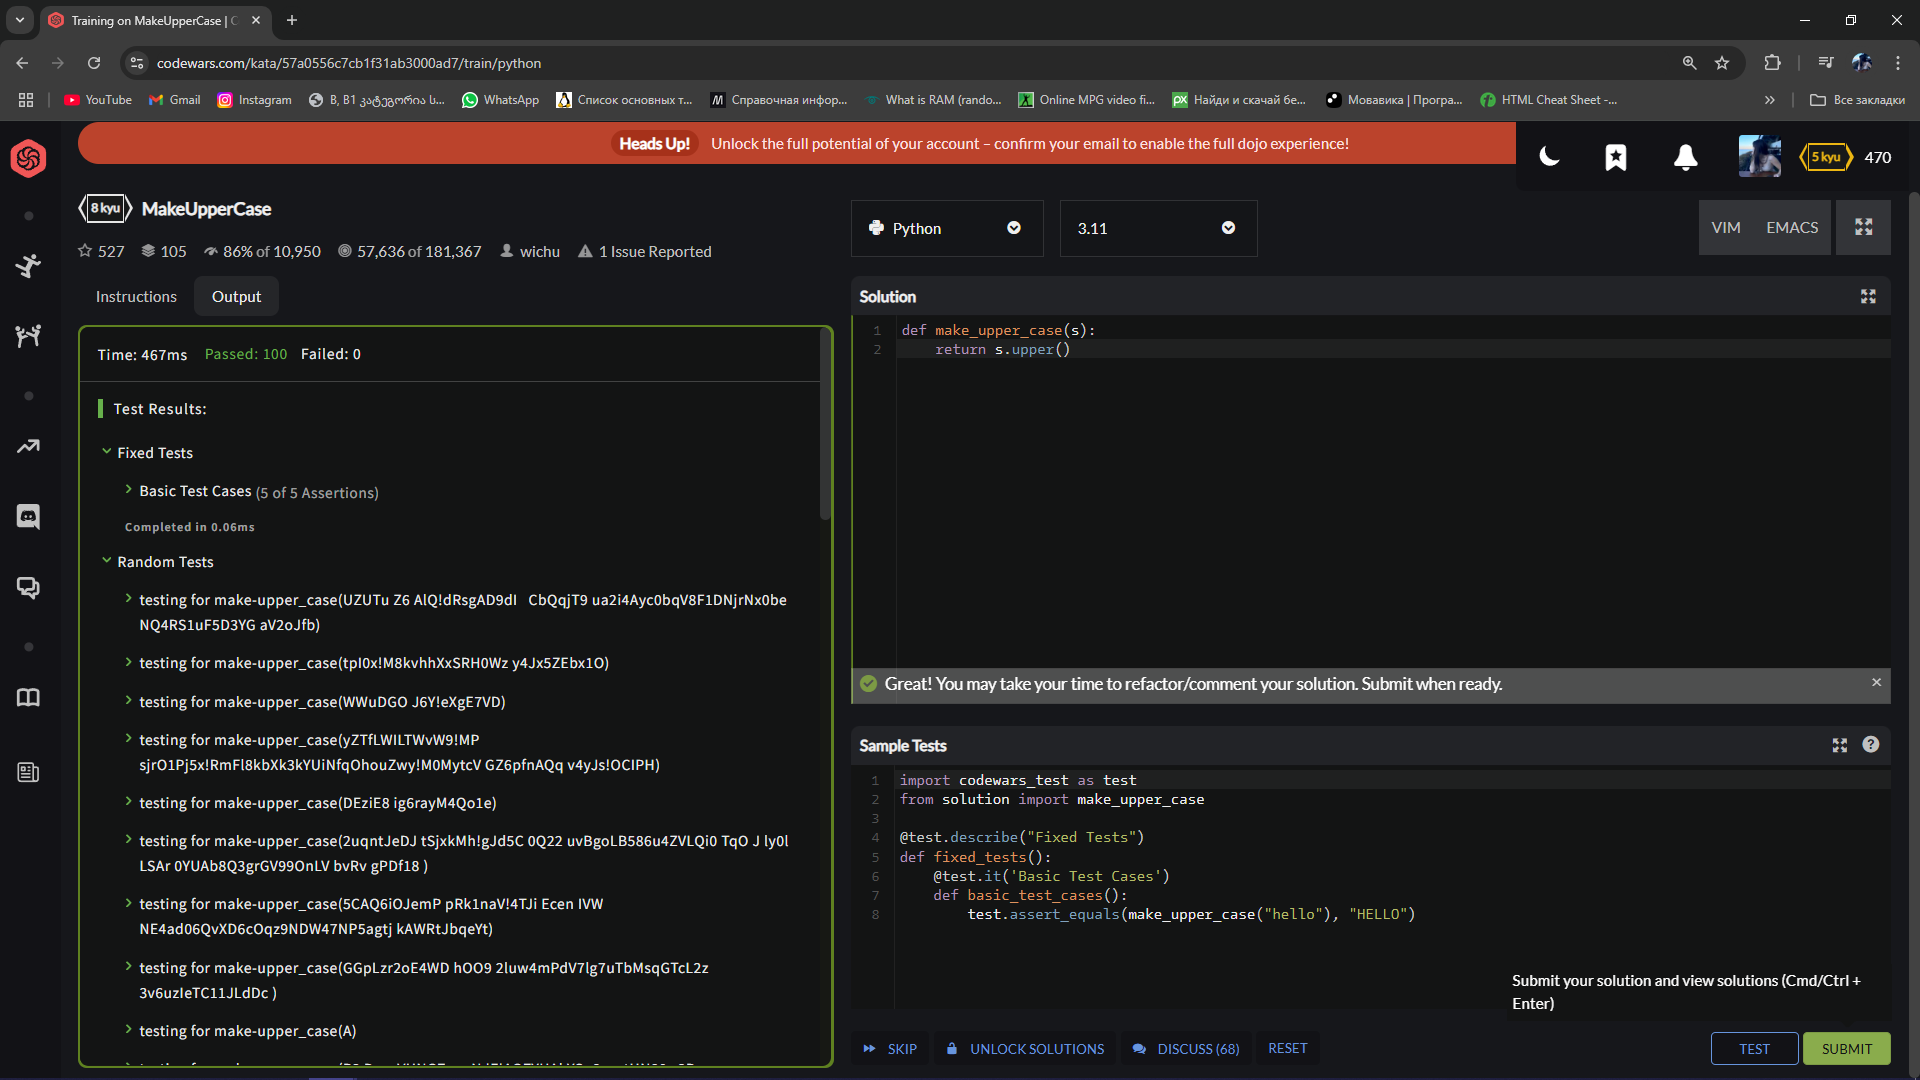 Training on MakeUpperCase | C
codewars.com/kata/57a0556c7cb1f31ab3000ad7/train/python
YouTube
Gmail
Instagram
B, B1 კატეგორია ს...
WhatsApp
Список основных т...
Справочная инфор...
What is RAM (rando...
Online MPG video fi...
Найди и скачай бе...
Мовавика | Програ...
HTML Cheat Sheet -...
Все закладки
Heads Up! Unlock the full potential of your account – confirm your email to enable the full dojo experience!
5 kyu 470
8 kyu MakeUpperCase
527 105 86% of 10,950 57,636 of 181,367 wichu 1 Issue Reported
Instructions Output
Time: 467ms Passed: 100 Failed: 0
Test Results:
Fixed Tests
Basic Test Cases (5 of 5 Assertions)
Completed in 0.06ms
Random Tests
testing for make-upper_case(UZUTu Z6 AlQ!dRsgAD9dI CbQqjT9 ua2i4Ayc0bqV8F1DNjrNx0be
NQ4RS1uF5D3YG aV2oJfb)
testing for make-upper_case(tpI0x!M8kvhhXxSRH0Wz y4Jx5ZEbx1O)
testing for make-upper_case(WWuDGO J6Y!eXgE7VD)
testing for make-upper_case(yZTfLWILTWvW9!MP
sjrO1Pj5x!RmFl8kbXk3kYUiNfqOhouZwy!M0MytcV GZ6pfnAQq v4yJs!OCIPH)
testing for make-upper_case(DEziE8 ig6rayM4Qo1e)
testing for make-upper_case(2uqntJeDJ tSjxkMh!gJd5C 0Q22 uvBgoLB586u4ZVLQi0 TqO J ly0l
LSAr 0YUAb8Q3grGV99OnLV bvRv gPDf18 )
testing for make-upper_case(5CAQ6iOJemP pRk1naV!4TJi Ecen IVW
NE4ad06QvXD6cOqz9NDW47NP5agtj kAWRtJbqeYt)
testing for make-upper_case(GGpLzr2oE4WD hOO9 2luw4mPdV7lg7uTbMsqGTcL2z
3v6uzIeTC11JLdDc )
testing for make-upper_case(A)
Python
3.11
VIM EMACS
Solution
1 def make_upper_case(s):
2 return s.upper()
Great! You may take your time to refactor/comment your solution. Submit when ready.
Sample Tests
1 import codewars_test as test
2 from solution import make_upper_case
3
4 @test.describe("Fixed Tests")
5 def fixed_tests():
6 @test.it('Basic Test Cases')
7 def basic_test_cases():
8 test.assert_equals(make_upper_case("hello"), "HELLO")
Submit your solution and view solutions (Cmd/Ctrl +
Enter)
SKIP UNLOCK SOLUTIONS DISCUSS (68) RESET TEST SUBMIT